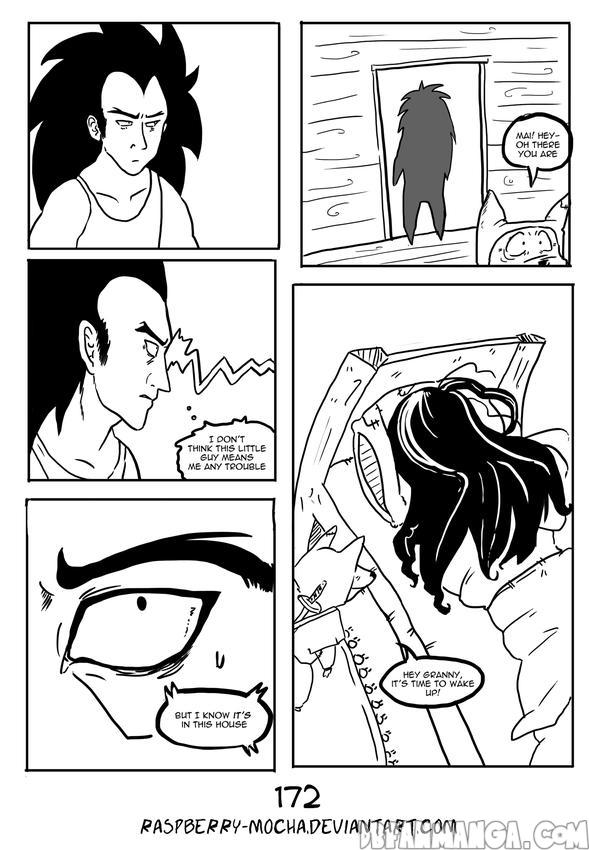 MAI! HEY-
OH THERE
YOU ARE
I DON'T
THINK THIS LITTLE
GUY MEANS
ME ANY TROUBLE
BUT I KNOW IT'S
IN THIS HOUSE
HEY GRANNY,
IT'S TIME TO WAKE
UP!
172
RASPBERRY-MOCHA.DEVIANTART.COM
DBFANMANGA.COM